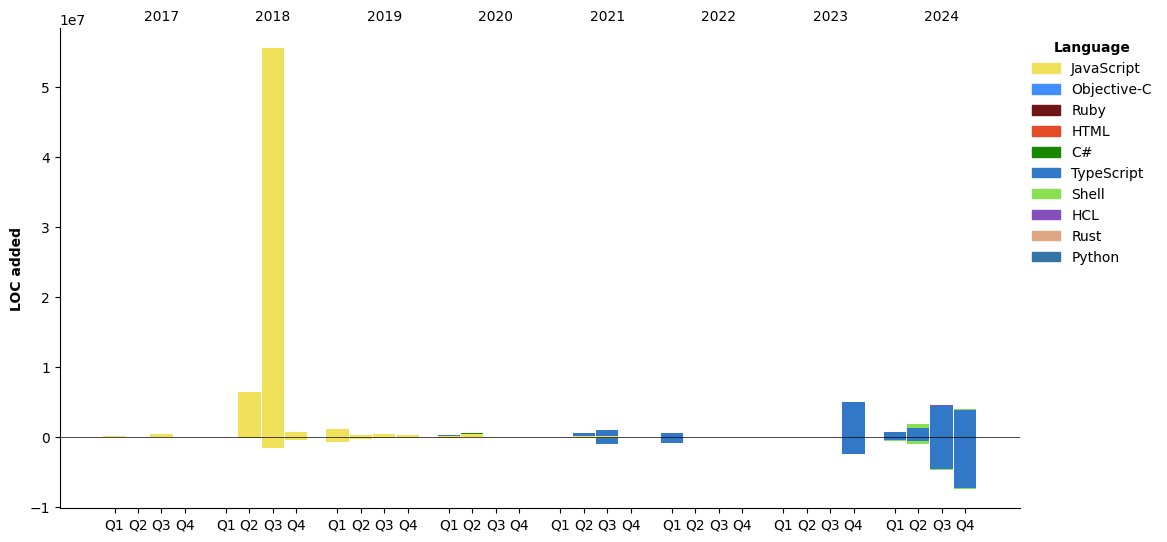 2017 2018 2019 2020 2021 2022 2023 2024
1e7
Language
JavaScript
Objective-C
Ruby
HTML
C#
TypeScript
Shell
HCL
Rust
Python
LOC added
5
4
3
2
1
0
−1
Q1 Q2 Q3 Q4 Q1 Q2 Q3 Q4 Q1 Q2 Q3 Q4 Q1 Q2 Q3 Q4 Q1 Q2 Q3 Q4 Q1 Q2 Q3 Q4 Q1 Q2 Q3 Q4 Q1 Q2 Q3 Q4